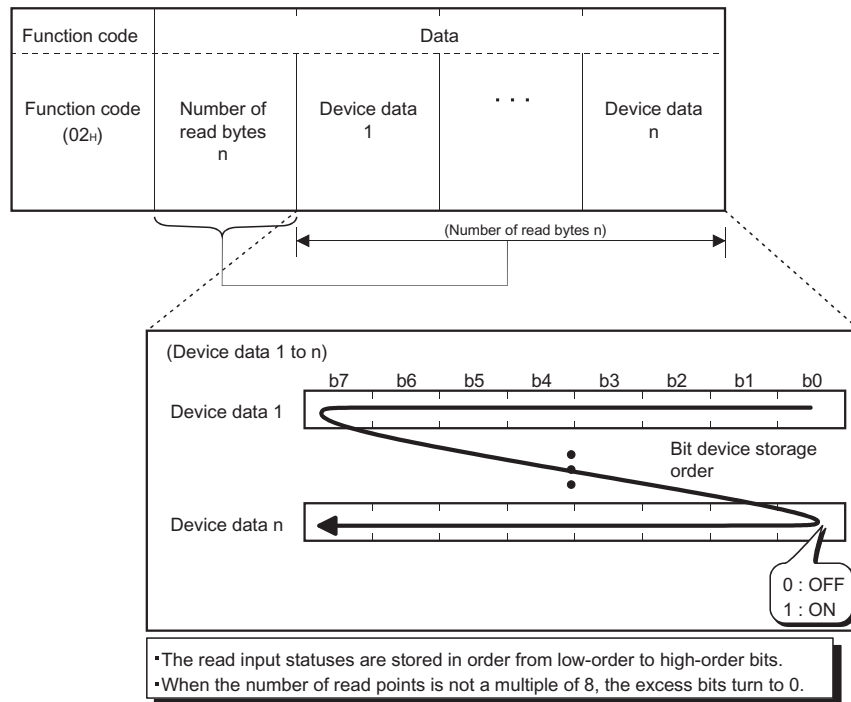 Function code Data
Function code
(02H)
Number of
read bytes
n
Device data
1
. . .
Device data
n
(Number of read bytes n)
(Device data 1 to n)
b7 b6 b5 b4 b3 b2 b1 b0
Device data 1
Bit device storage
order
Device data n
0 : OFF
1 : ON
▪The read input statuses are stored in order from low-order to high-order bits.
▪When the number of read points is not a multiple of 8, the excess bits turn to 0.